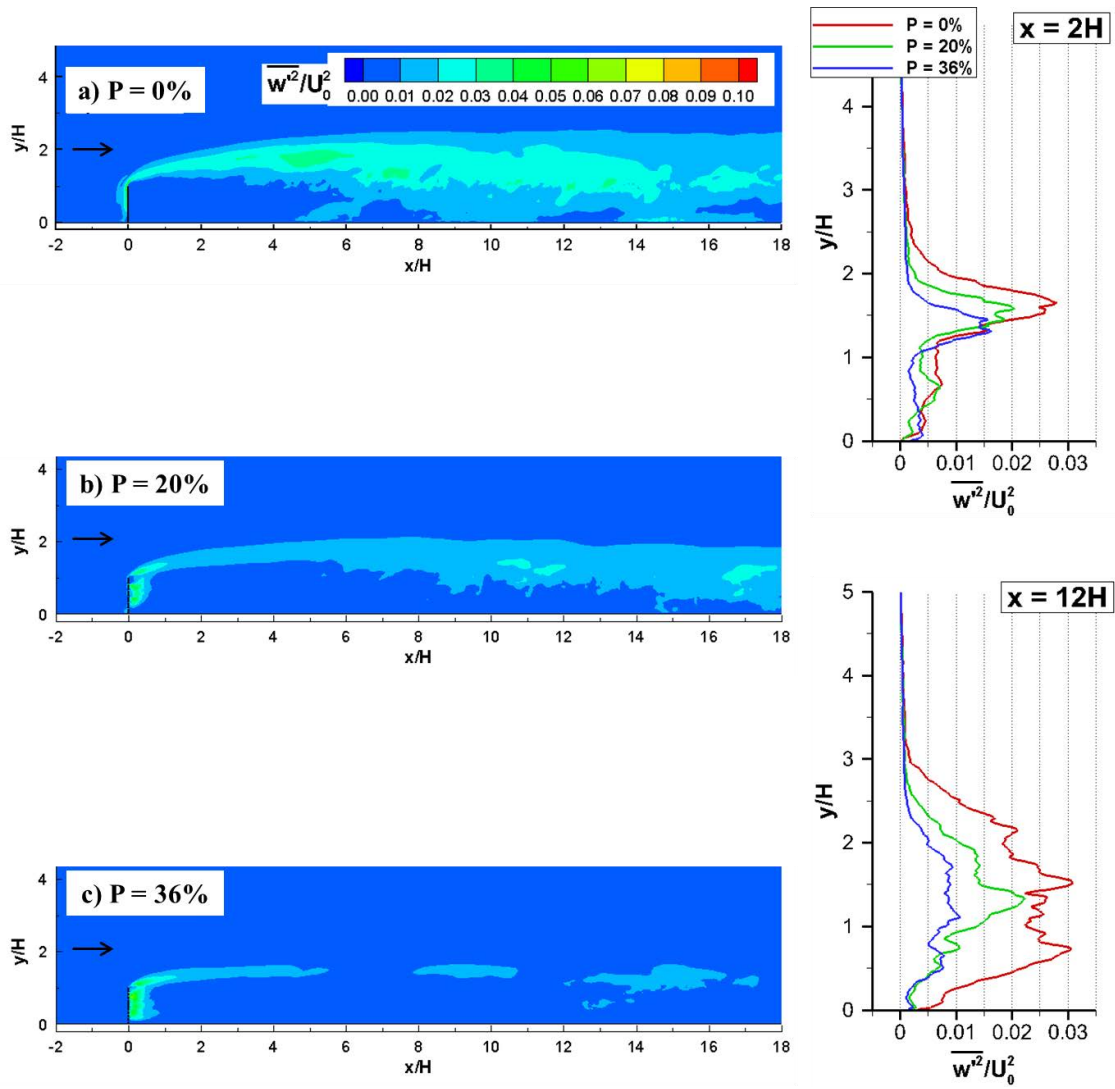 a) P = 0%
w'²/U₀²
0.00 0.01 0.02 0.03 0.04 0.05 0.06 0.07 0.08 0.09 0.10
y/H
4
2
0
-2 0 2 4 6 8 10 12 14 16 18
x/H
P = 0%
P = 20%
P = 36%
x = 2H
y/H
4
3
2
1
0
0 0.01 0.02 0.03
w'²/U₀²
b) P = 20%
y/H
4
2
0
-2 0 2 4 6 8 10 12 14 16 18
x/H
x = 12H
y/H
5
4
3
2
1
0
0 0.01 0.02 0.03
w'²/U₀²
c) P = 36%
y/H
4
2
0
-2 0 2 4 6 8 10 12 14 16 18
x/H